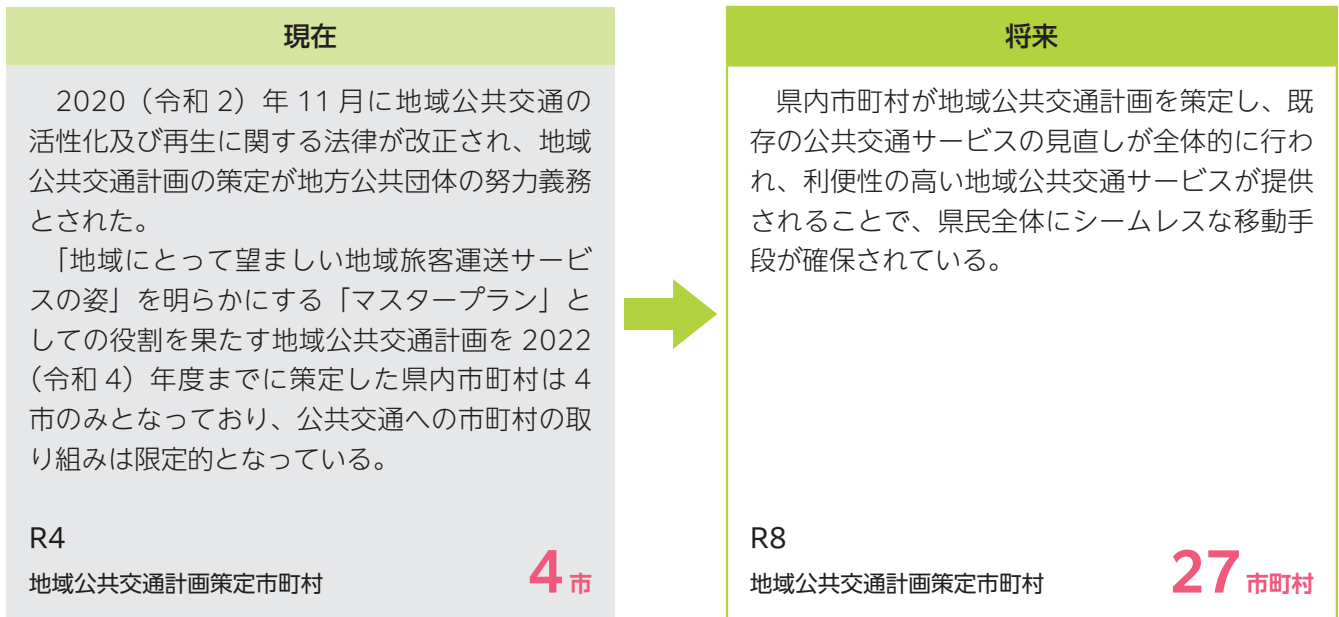 現在
2020（令和 2）年 11 月に地域公共交通の
活性化及び再生に関する法律が改正され、地域
公共交通計画の策定が地方公共団体の努力義務
とされた。
「地域にとって望ましい地域旅客運送サービ
スの姿」を明らかにする「マスタープラン」と
しての役割を果たす地域公共交通計画を 2022
（令和 4）年度までに策定した県内市町村は 4
市のみとなっており、公共交通への市町村の取
り組みは限定的となっている。
R4
地域公共交通計画策定市町村 4 市
将来
県内市町村が地域公共交通計画を策定し、既
存の公共交通サービスの見直しが全体的に行わ
れ、利便性の高い地域公共交通サービスが提供
されることで、県民全体にシームレスな移動手
段が確保されている。
R8
地域公共交通計画策定市町村 27 市町村